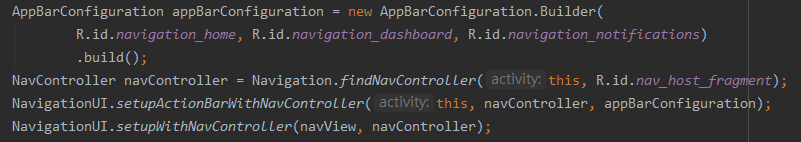 AppBarConfiguration appBarConfiguration = new AppBarConfiguration.Builder(
R.id.navigation_home, R.id.navigation_dashboard, R.id.navigation_notifications)
.build();
NavController navController = Navigation.findNavController( activity: this, R.id.nav_host_fragment);
NavigationUI.setupActionBarWithNavController( activity: this, navController, appBarConfiguration);
NavigationUI.setupWithNavController(navView, navController);